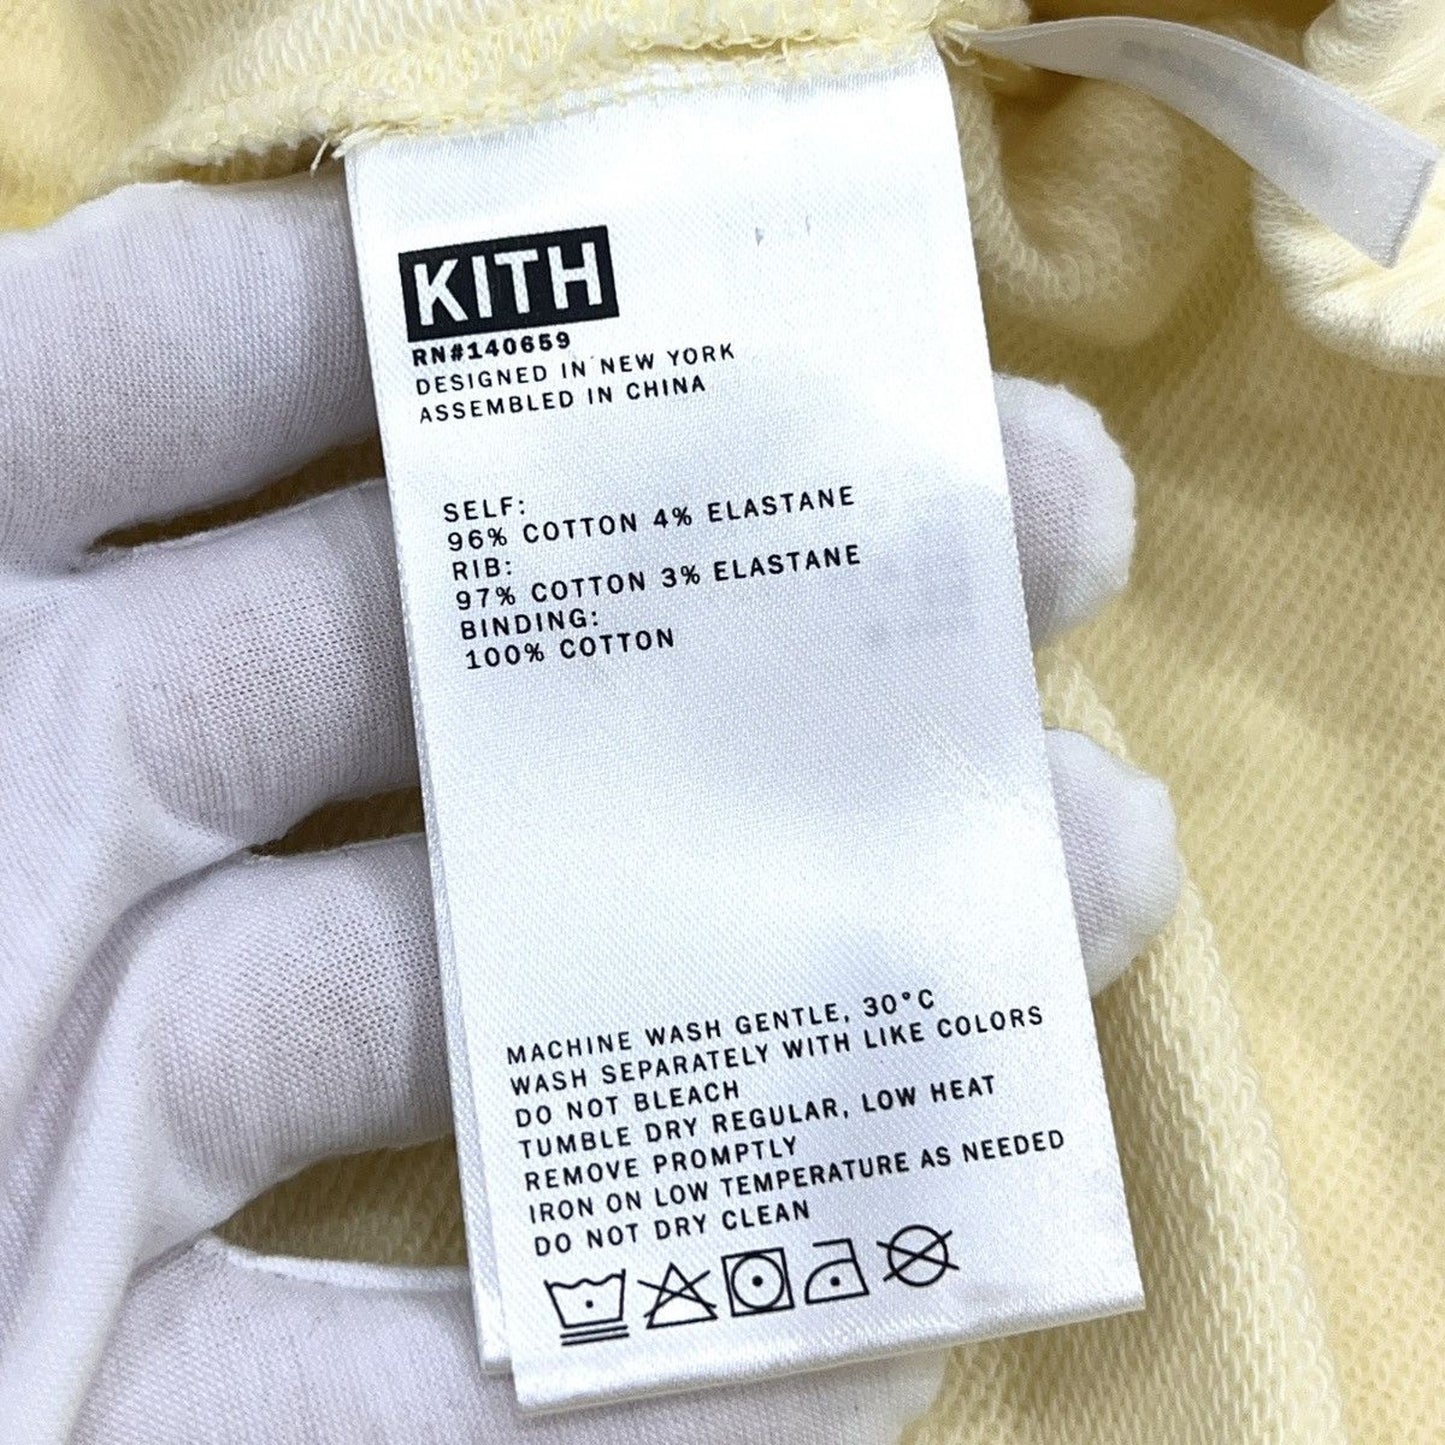 KITH
RN#140659
DESIGNED IN NEW YORK
ASSEMBLED IN CHINA
SELF:
96% COTTON 4% ELASTANE
RIB:
97% COTTON 3% ELASTANE
BINDING:
100% COTTON
MACHINE WASH GENTLE, 30°C
WASH SEPARATELY WITH LIKE COLORS
DO NOT BLEACH
TUMBLE DRY REGULAR, LOW HEAT
REMOVE PROMPTLY
IRON ON LOW TEMPERATURE AS NEEDED
DO NOT DRY CLEAN